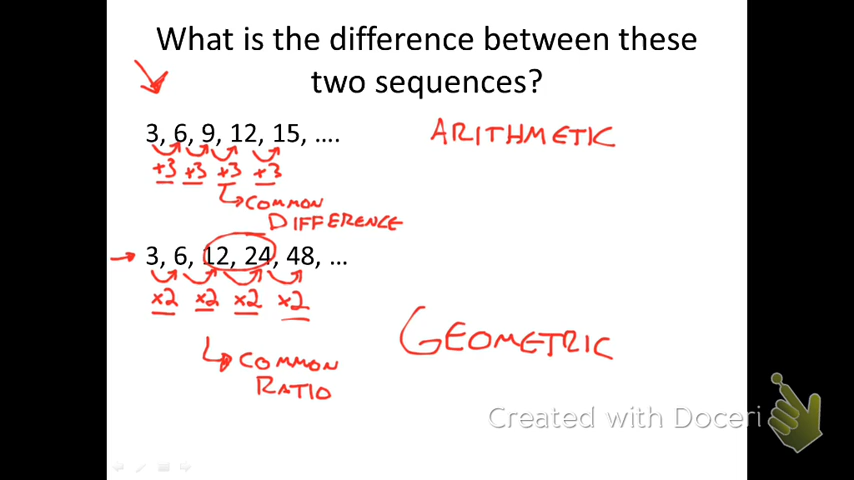 What is the difference between these
two sequences?
3, 6, 9, 12, 15, ....
ARITHMETIC
+3 +3 +3 +3
COMMON
DIFFERENCE
3, 6, 12, 24, 48, ...
×2 ×2 ×2 ×2
GEOMETRIC
COMMON
RATIO
Created with Doceri